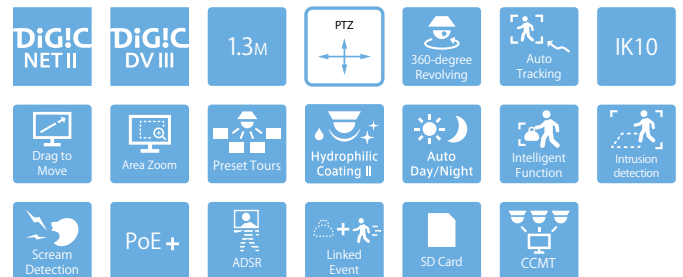 DiG!C
NET II
DiG!C
DV III
1.3M
PTZ
360-degree
Revolving
Auto
Tracking
IK10
Drag to
Move
Area Zoom
Preset Tours
Hydrophilic
Coating II
Auto
Day/Night
Intelligent
Function
Intrusion
detection
Scream
Detection
PoE+
ADSR
Linked
Event
SD Card
CCMT